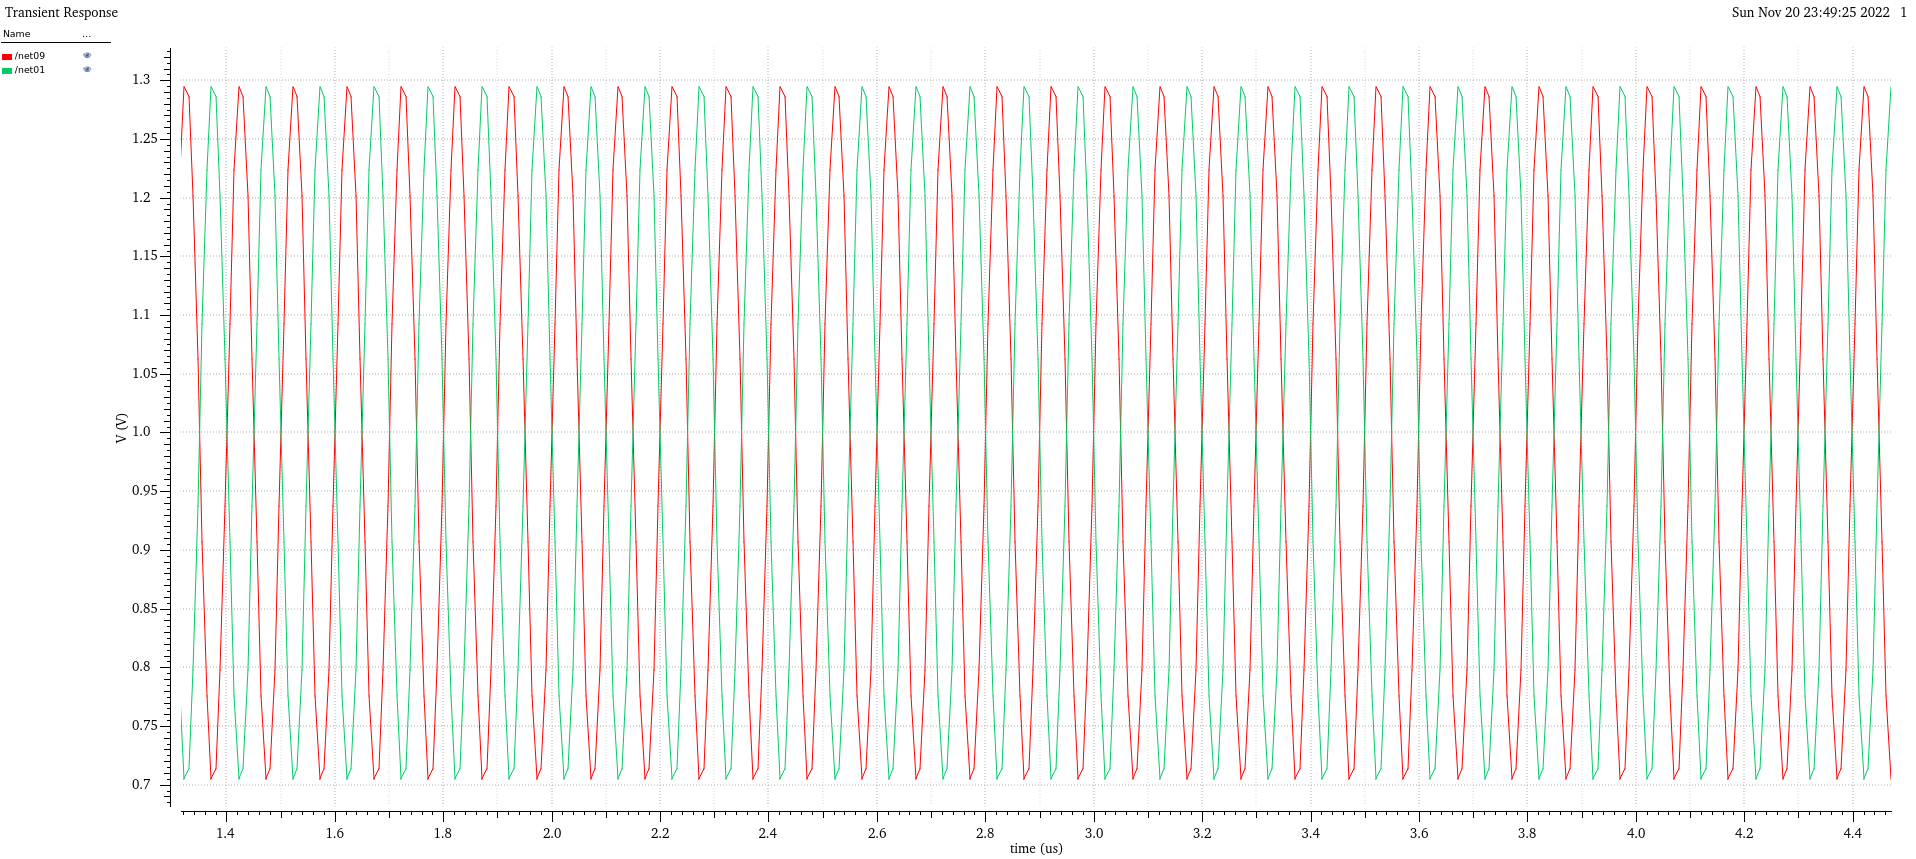 Transient Response
Sun Nov 20 23:49:25 2022 1
Name ...
/net09
/net01
1.3
1.25
1.2
1.15
1.1
1.05
1.0
0.95
0.9
0.85
0.8
0.75
0.7
V (V)
1.4 1.6 1.8 2.0 2.2 2.4 2.6 2.8 3.0 3.2 3.4 3.6 3.8 4.0 4.2 4.4
time (us)